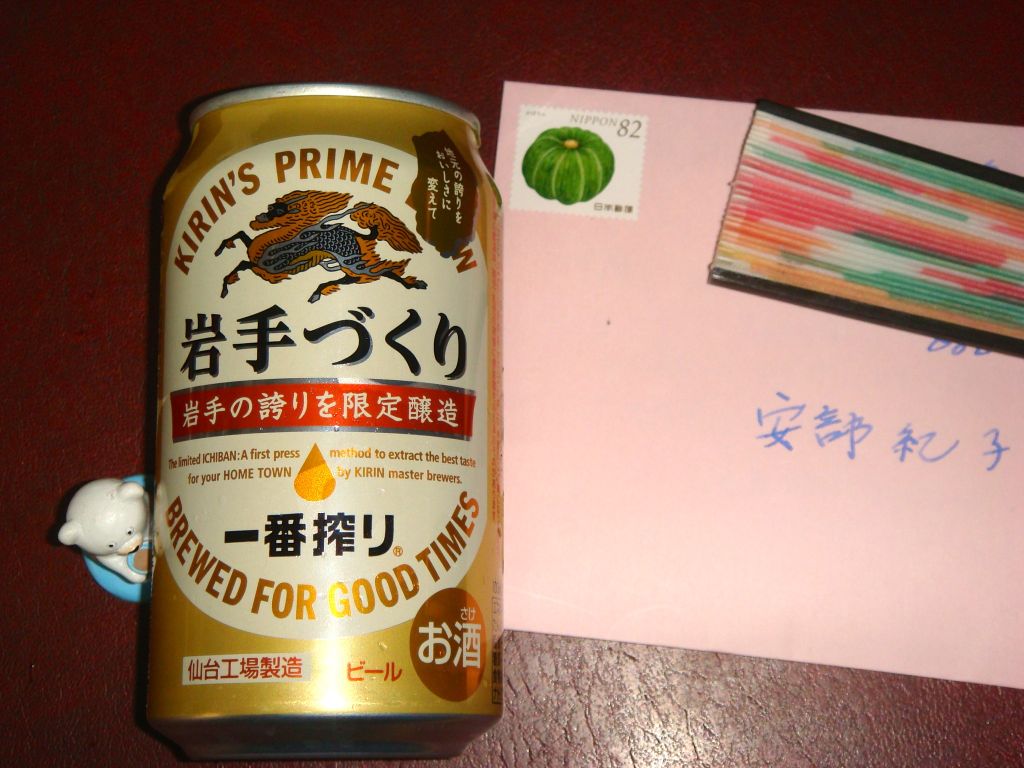 KIRIN'S PRIME
地元の誇りを
おいしさに
変えて
岩手づくり
岩手の誇りを限定醸造
The limited ICHIBAN: A first press method to extract the best taste
for your HOME TOWN by KIRIN master brewers.
一番搾り®
BREWED FOR GOOD TIMES
さけ
お酒
仙台工場製造
ビール
NIPPON 82
日本郵便
安部紀子